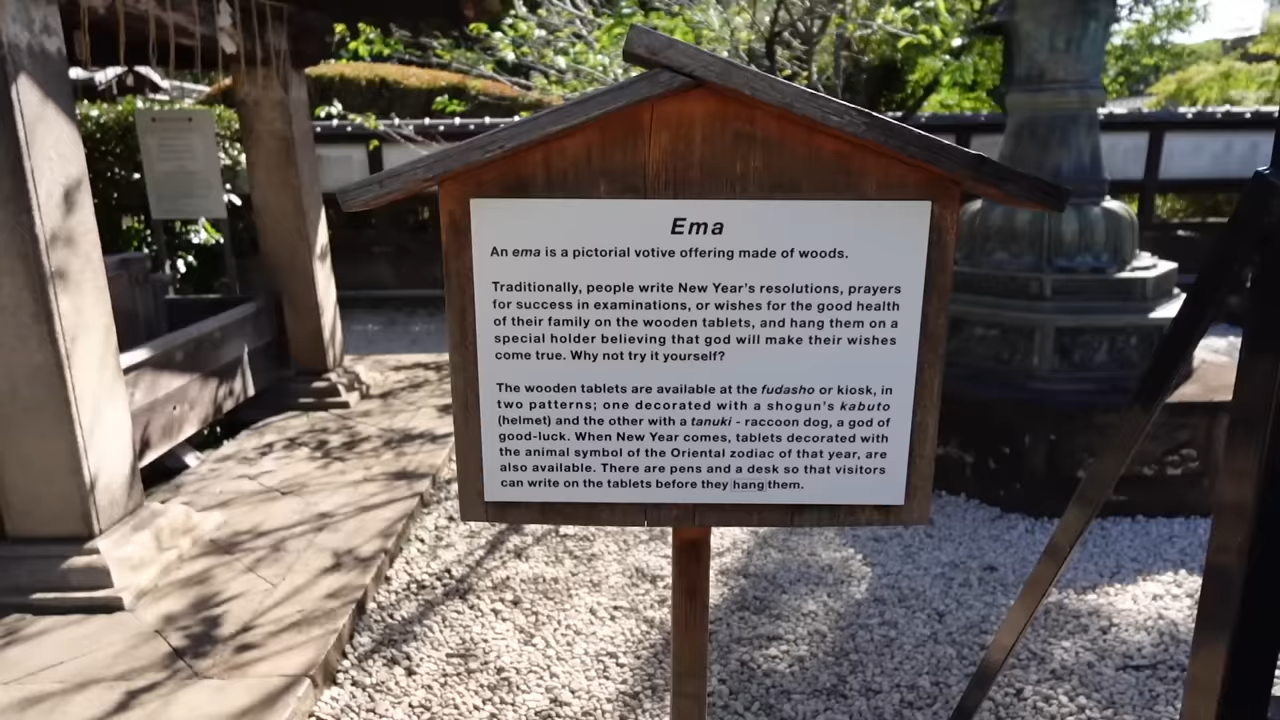 Ema
An ema is a pictorial votive offering made of woods.
Traditionally, people write New Year's resolutions, prayers
for success in examinations, or wishes for the good health
of their family on the wooden tablets, and hang them on a
special holder believing that god will make their wishes
come true. Why not try it yourself?
The wooden tablets are available at the fudasho or kiosk, in
two patterns; one decorated with a shogun's kabuto
(helmet) and the other with a tanuki - raccoon dog, a god of
good-luck. When New Year comes, tablets decorated with
the animal symbol of the Oriental zodiac of that year, are
also available. There are pens and a desk so that visitors
can write on the tablets before they hang them.